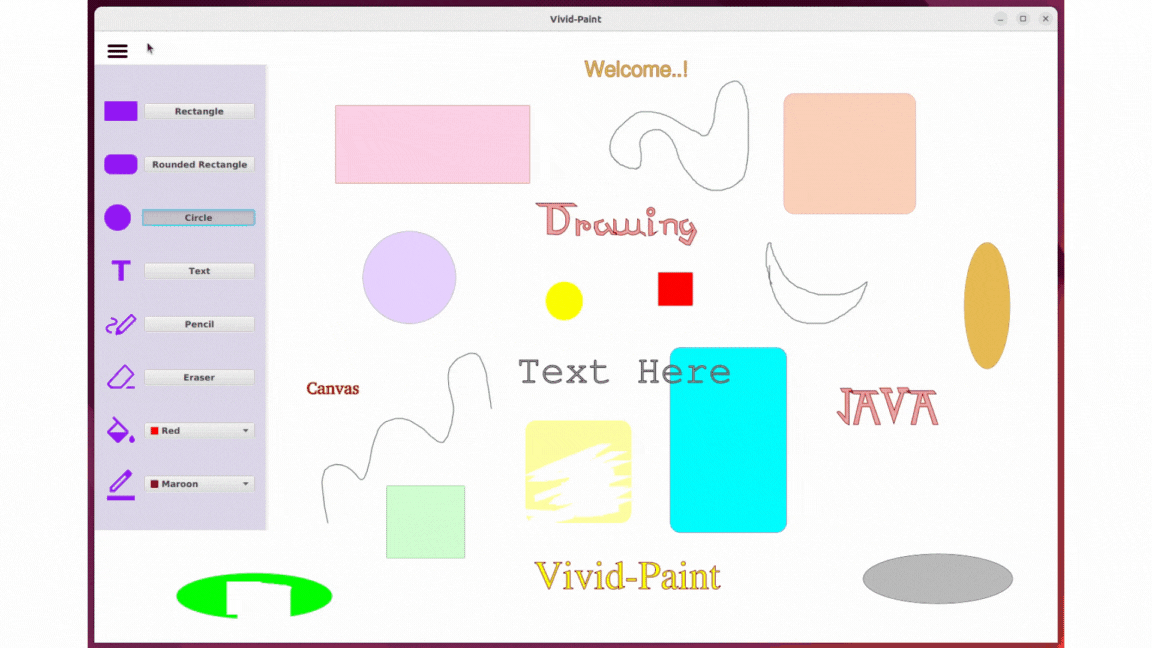 Vivid-Paint
Welcome..!
Rectangle
Rounded Rectangle
Circle
Text
Pencil
Eraser
Red
Maroon
Drawing
Text Here
Canvas
JAVA
Vivid-Paint